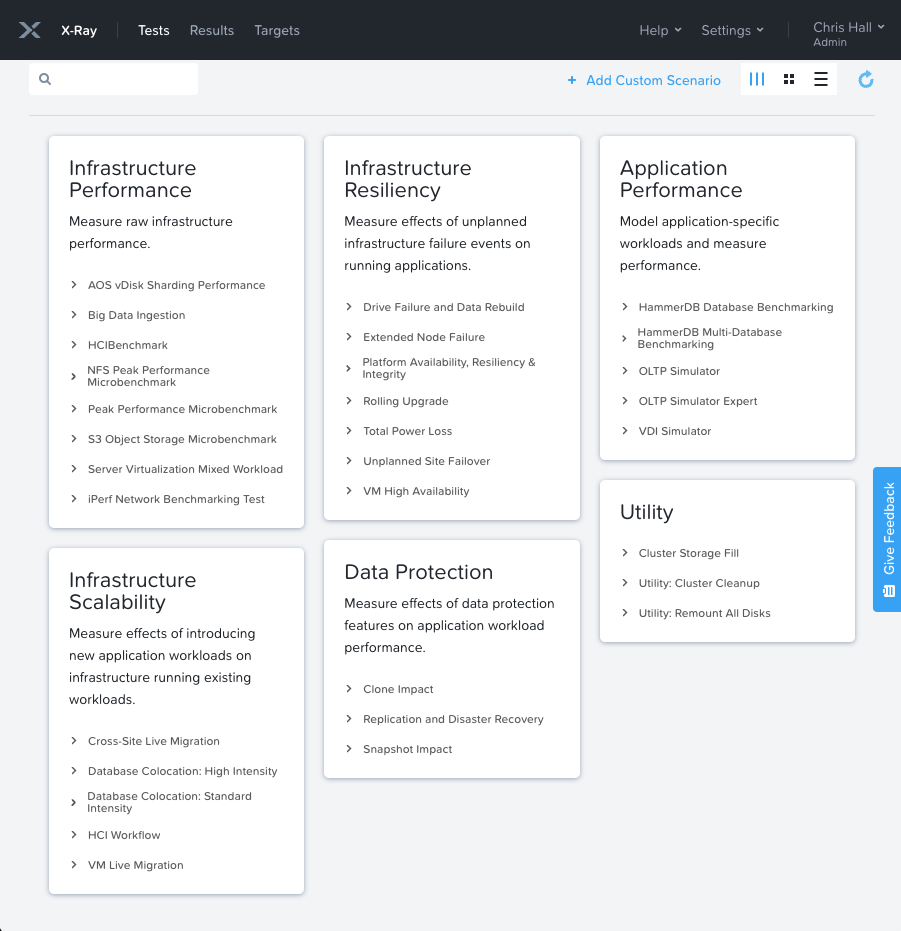 X-Ray
Tests
Results
Targets
Help
Settings
Chris Hall
Admin
+ Add Custom Scenario
Infrastructure
Performance
Measure raw infrastructure
performance.
AOS vDisk Sharding Performance
Big Data Ingestion
HCIBenchmark
NFS Peak Performance
Microbenchmark
Peak Performance Microbenchmark
S3 Object Storage Microbenchmark
Server Virtualization Mixed Workload
iPerf Network Benchmarking Test
Infrastructure
Scalability
Measure effects of introducing
new application workloads on
infrastructure running existing
workloads.
Cross-Site Live Migration
Database Colocation: High Intensity
Database Colocation: Standard
Intensity
HCI Workflow
VM Live Migration
Infrastructure
Resiliency
Measure effects of unplanned
infrastructure failure events on
running applications.
Drive Failure and Data Rebuild
Extended Node Failure
Platform Availability, Resiliency &
Integrity
Rolling Upgrade
Total Power Loss
Unplanned Site Failover
VM High Availability
Data Protection
Measure effects of data protection
features on application workload
performance.
Clone Impact
Replication and Disaster Recovery
Snapshot Impact
Application
Performance
Model application-specific
workloads and measure
performance.
HammerDB Database Benchmarking
HammerDB Multi-Database
Benchmarking
OLTP Simulator
OLTP Simulator Expert
VDI Simulator
Utility
Cluster Storage Fill
Utility: Cluster Cleanup
Utility: Remount All Disks
Give Feedback